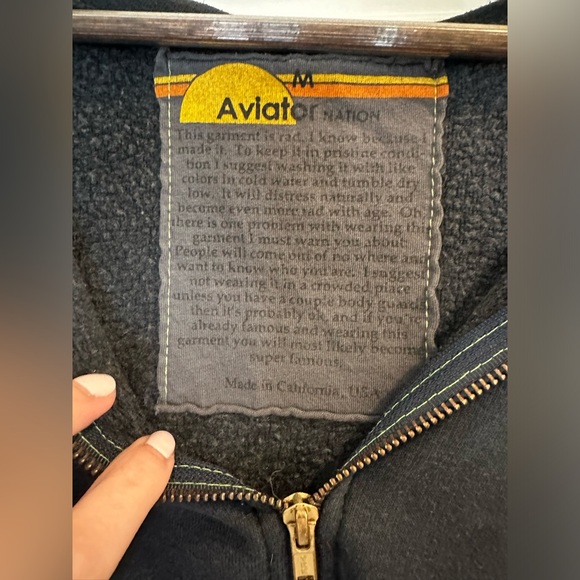 M
Aviator NATION
This garment is rad. I know because I
made it. To keep it in pristine condi-
tion I suggest washing it with like
colors in cold water and tumble dry
low. It will distress naturally and
become even more rad with age. Oh,
there is one problem with wearing this
garment I must warn you about.
People will come out of no where and
want to know who you are. I suggest
not wearing it in a crowded place
unless you have a couple body guards
then it's probably ok, and if you're
already famous and wearing this
garment you will most likely become
super famous.
Made in California, USA